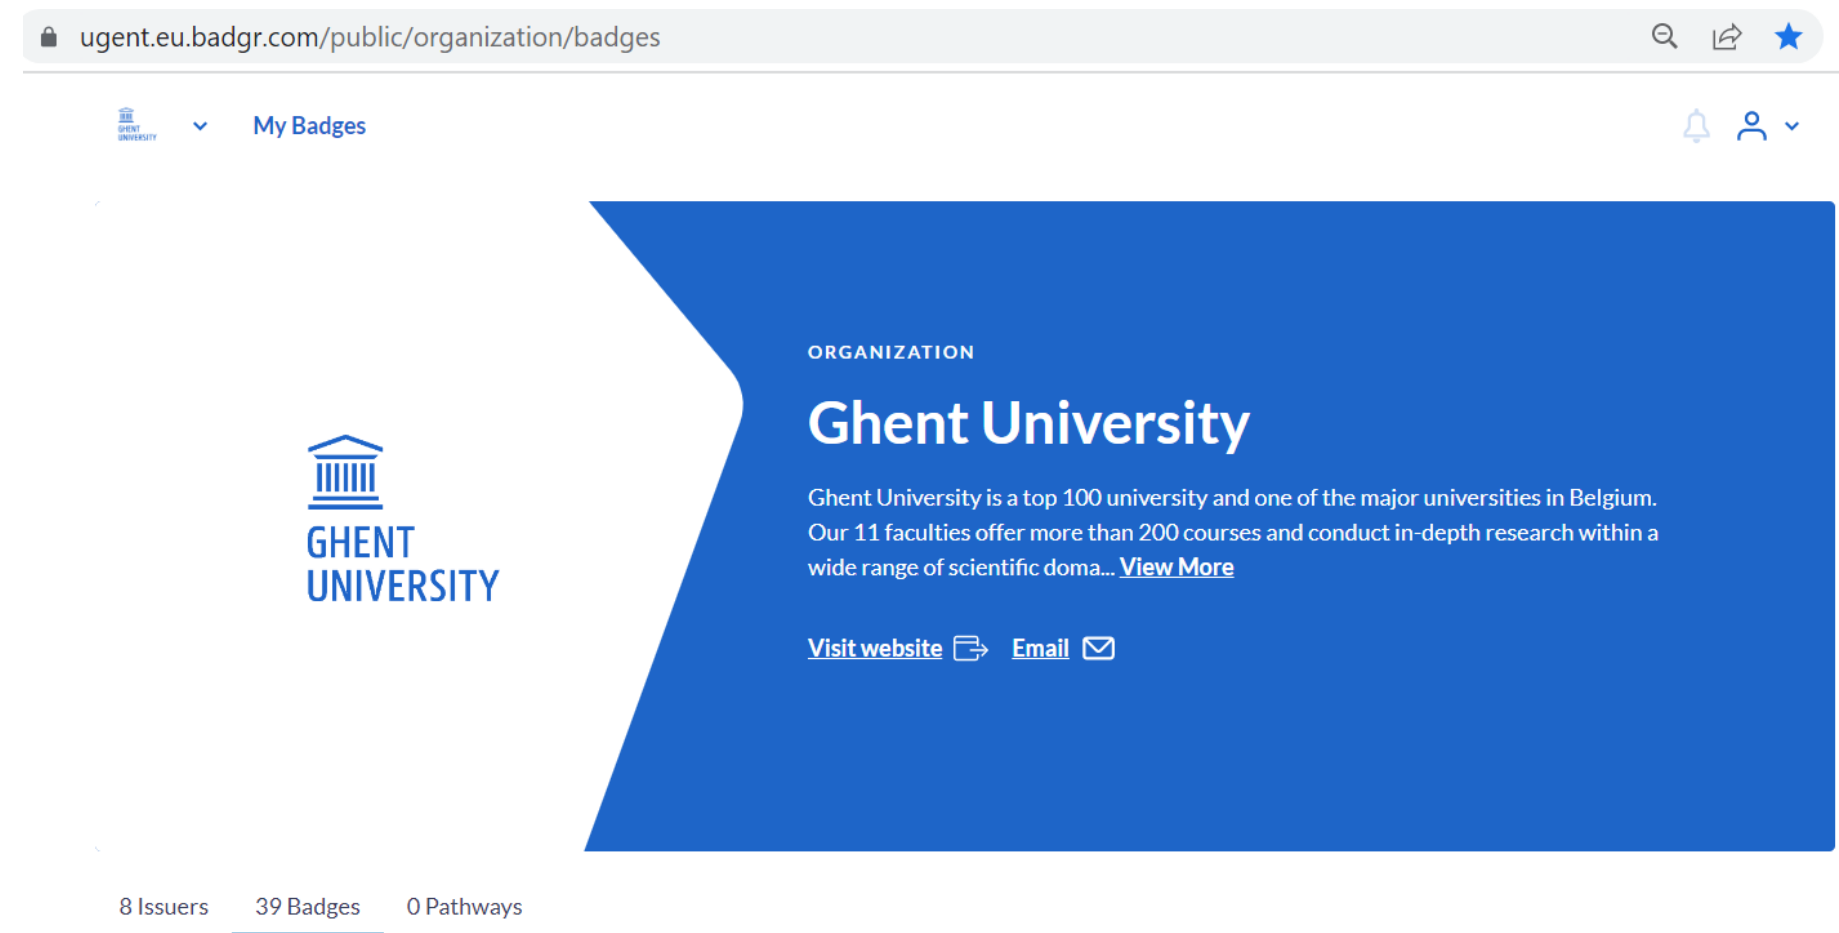 ugent.eu.badgr.com/public/organization/badges
GHENT
UNIVERSITY
My Badges
GHENT
UNIVERSITY
ORGANIZATION
Ghent University
Ghent University is a top 100 university and one of the major universities in Belgium.
Our 11 faculties offer more than 200 courses and conduct in-depth research within a
wide range of scientific doma... View More
Visit website Email
8 Issuers 39 Badges 0 Pathways